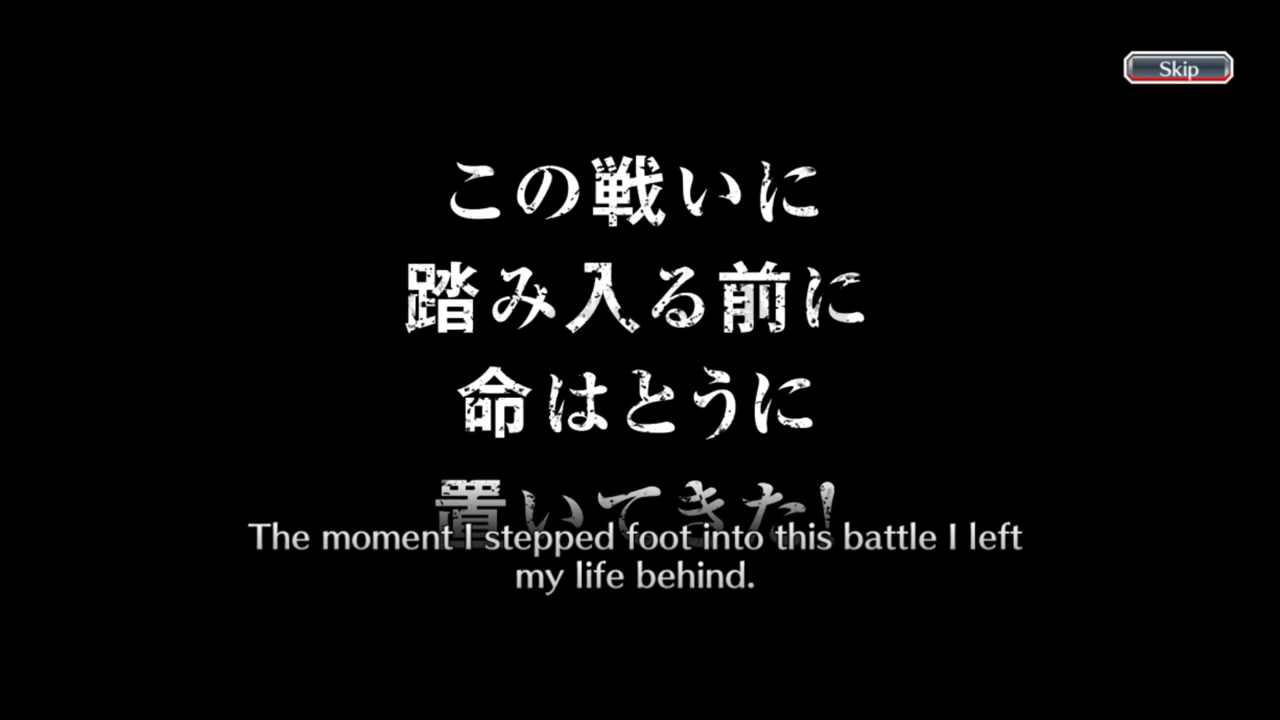 Skip
この戦いに
踏み入る前に
命はとうに
置いてきた!
The moment I stepped foot into this battle I left
my life behind.